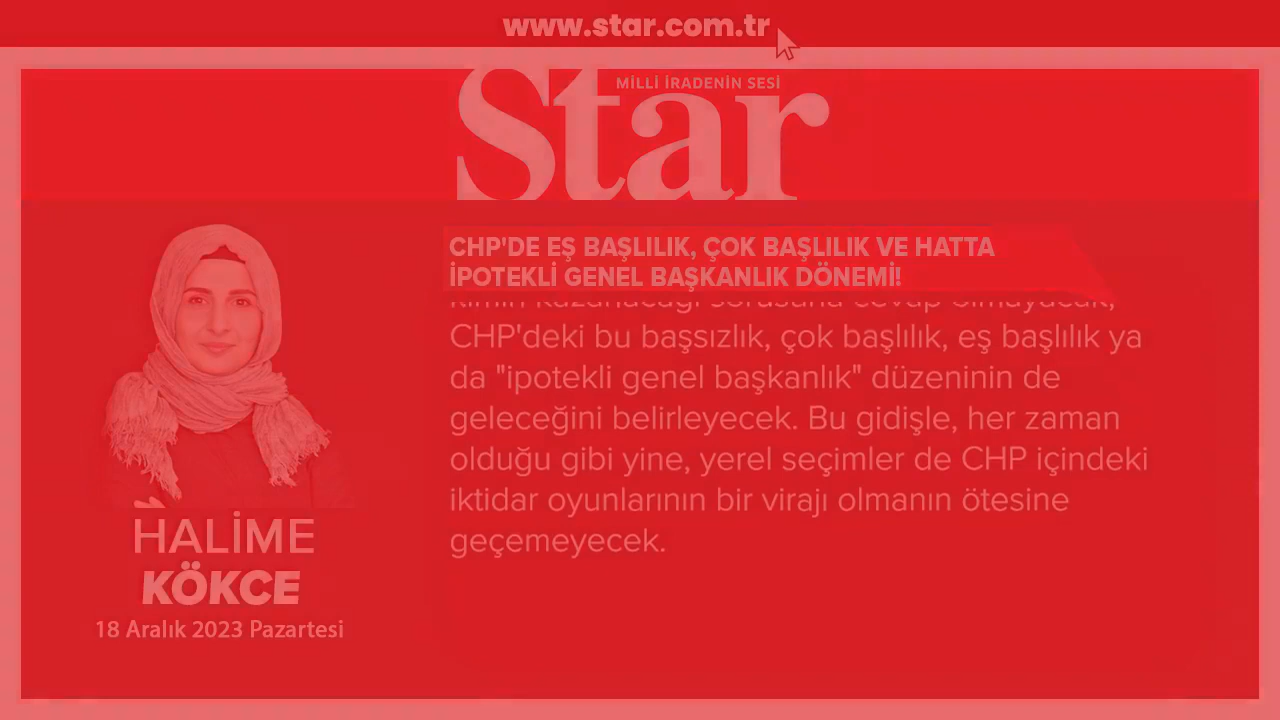 www.star.com.tr
Star
MİLLİ İRADENİN SESİ
CHP'DE EŞ BAŞLILIK, ÇOK BAŞLILIK VE HATTA
İPOTEKLİ GENEL BAŞKANLIK DÖNEMİ!
CHP'deki bu başsızlık, çok başlılık, eş başlılık ya
da "ipotekli genel başkanlık" düzeninin de
geleceğini belirleyecek. Bu gidişle, her zaman
olduğu gibi yine, yerel seçimler de CHP içindeki
iktidar oyunlarının bir virajı olmanın ötesine
geçemeyecek.
HALİME
KÖKCE
18 Aralık 2023 Pazartesi